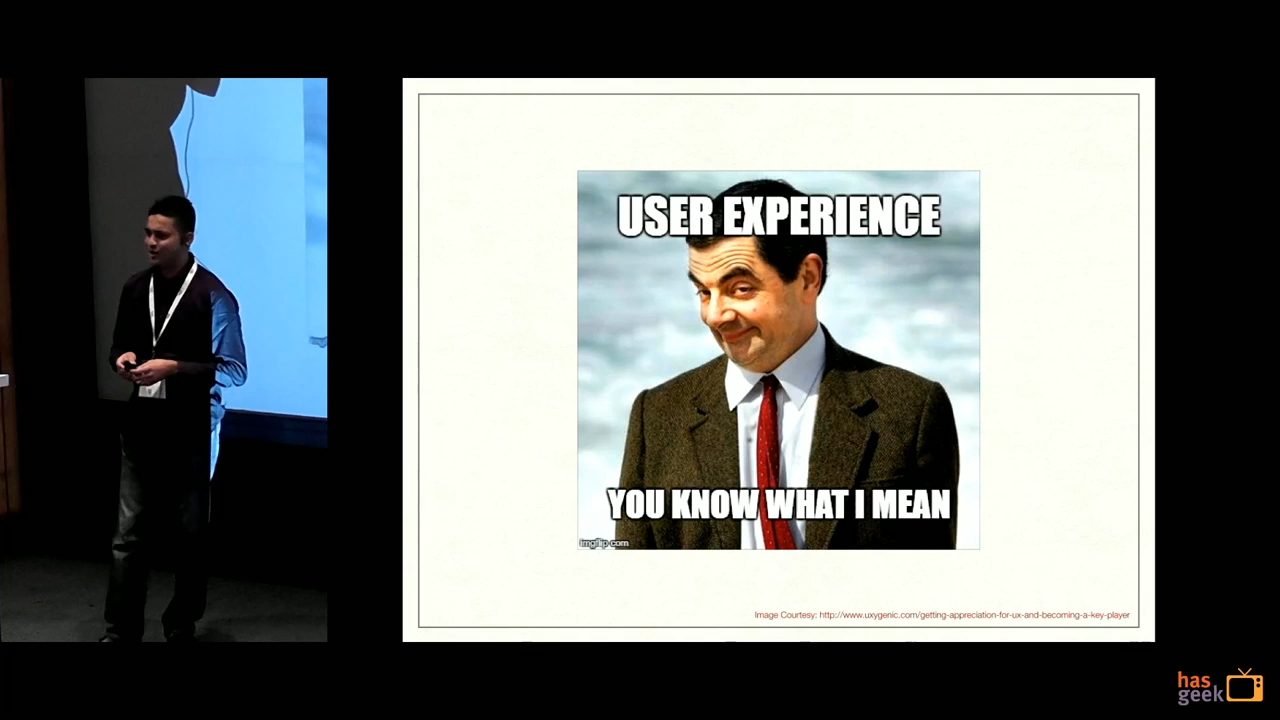 USER EXPERIENCE
YOU KNOW WHAT I MEAN
imgflip.com
Image Courtesy: http://www.uxygenic.com/getting-appreciation-for-ux-and-becoming-a-key-player
has
geek